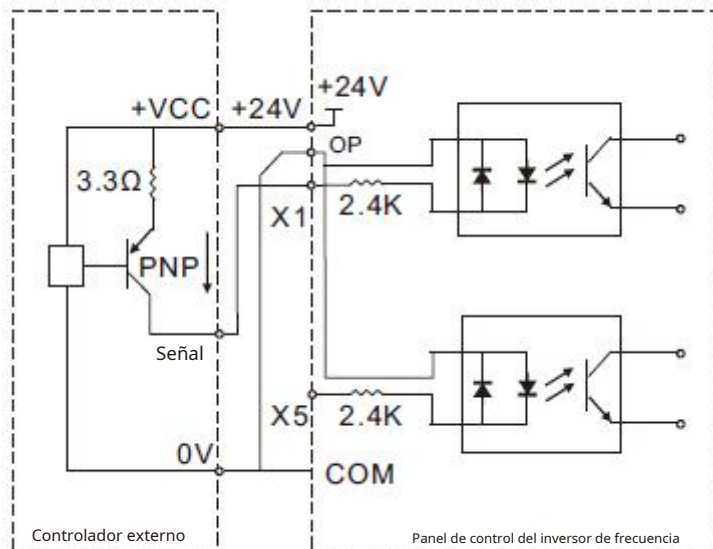 +24V
+VCC
+24V
OP
3.3Ω
X1
2.4K
PNP
Señal
X5
2.4K
0V
COM
Controlador externo
Panel de control del inversor de frecuencia